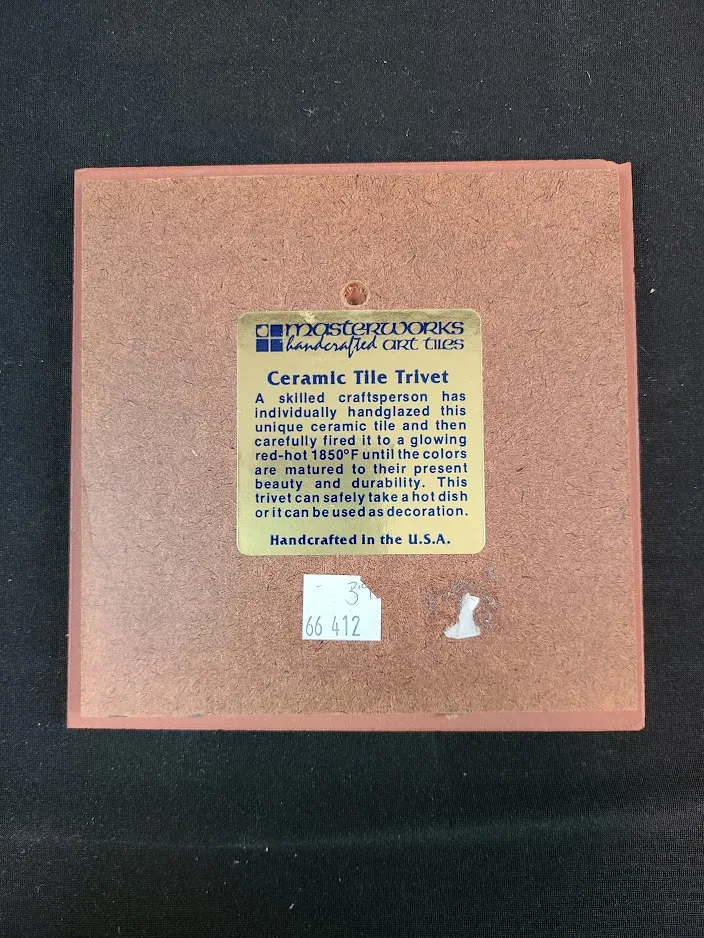 masterworks
handcrafted art tiles
Ceramic Tile Trivet
A skilled craftsperson has
individually handglazed this
unique ceramic tile and then
carefully fired it to a glowing
red-hot 1850°F until the colors
are matured to their present
beauty and durability. This
trivet can safely take a hot dish
or it can be used as decoration.
Handcrafted in the U.S.A.
66 412